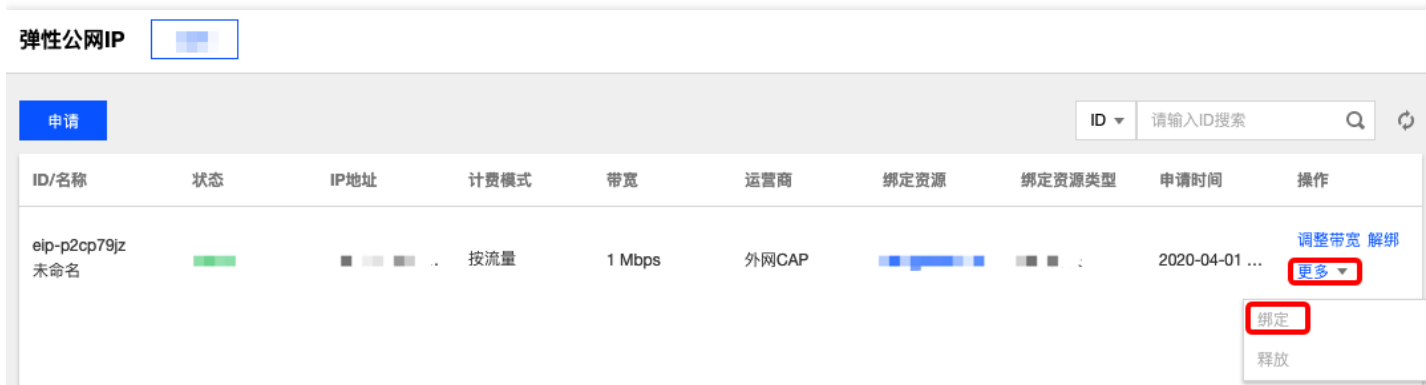 弹性公网IP
申请
ID 请输入ID搜索
ID/名称 状态 IP地址 计费模式 带宽 运营商 绑定资源 绑定资源类型 申请时间 操作
eip-p2cp79jz
未命名
按流量 1 Mbps 外网CAP 2020-04-01 ...
调整带宽 解绑
更多
绑定
释放